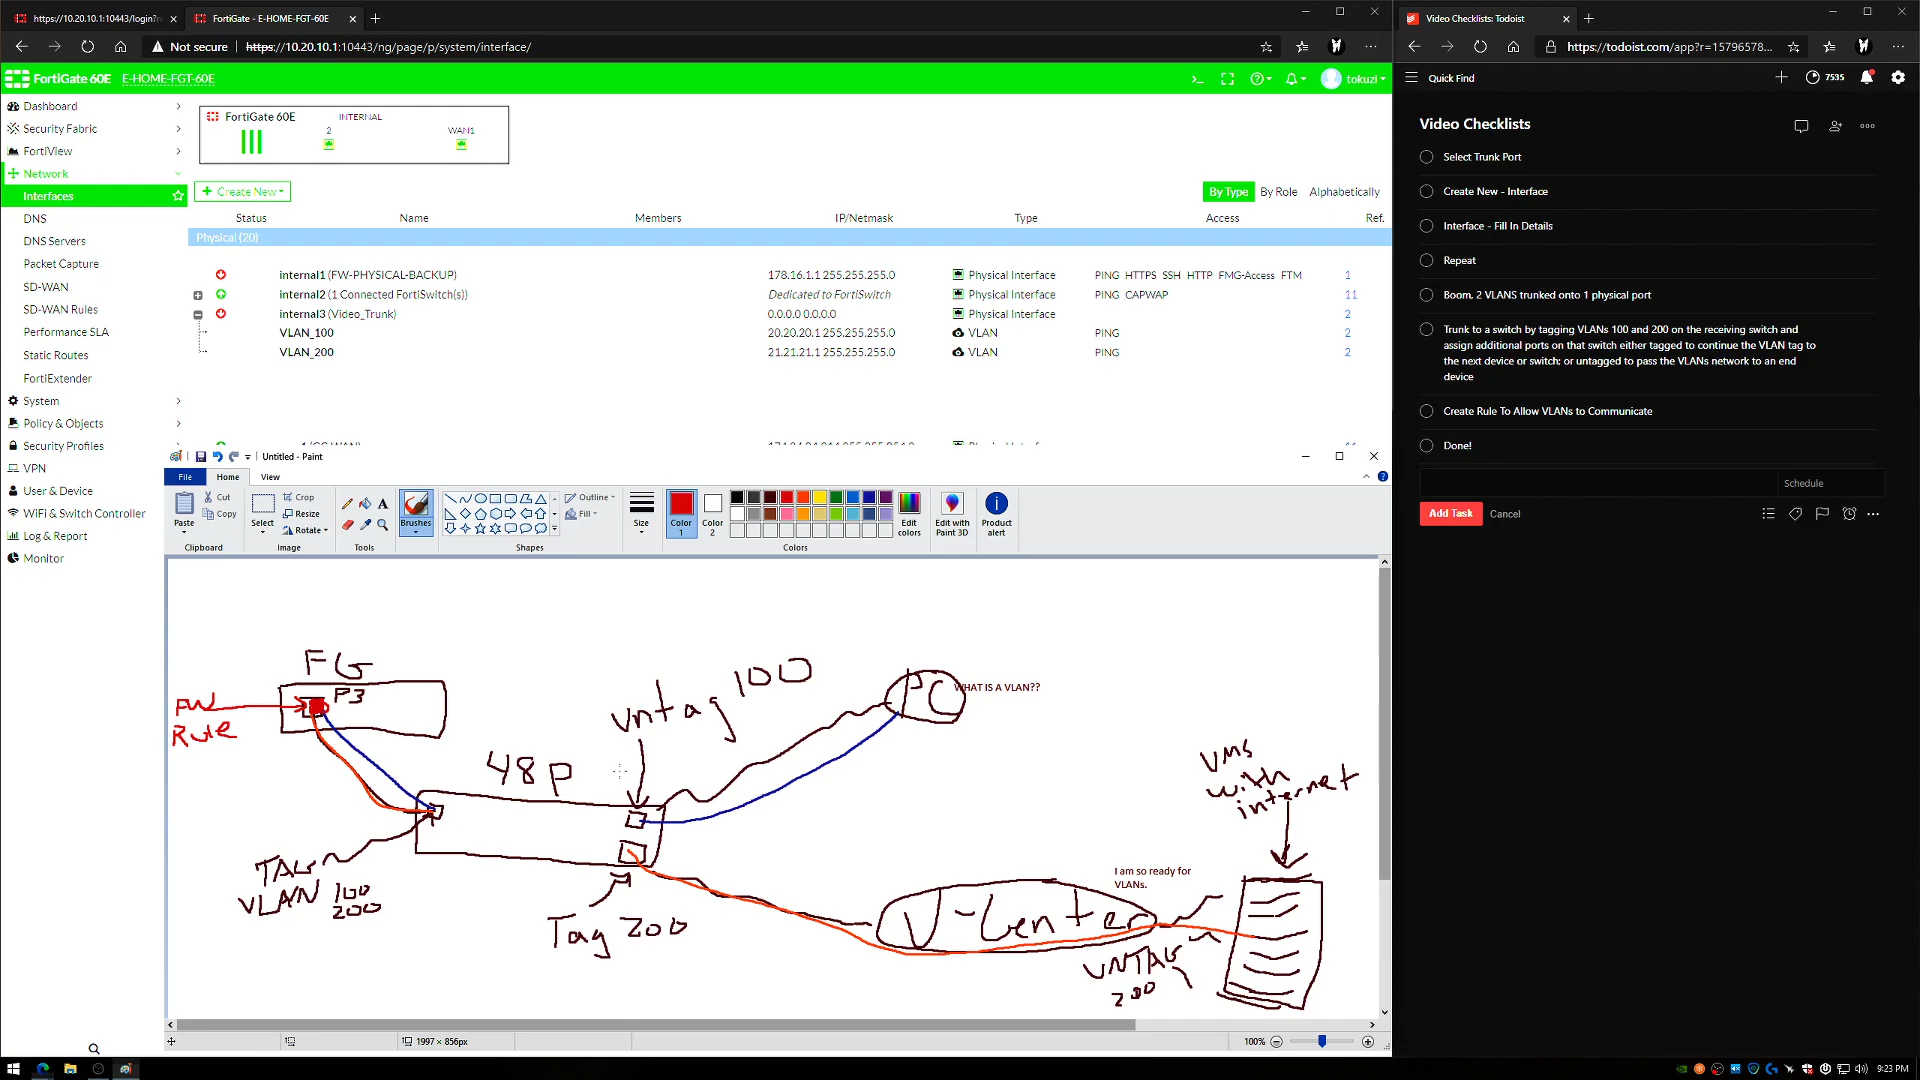 https://10.20.10.1:10443/login?r
FortiGate - E-HOME-FGT-60E
Not secure
https://10.20.10.1:10443/ng/page/p/system/interface/
FortiGate 60E
E-HOME-FGT-60E
tokuzi
Dashboard
Security Fabric
FortiView
Network
Interfaces
DNS
DNS Servers
Packet Capture
SD-WAN
SD-WAN Rules
Performance SLA
Static Routes
FortiExtender
System
Policy & Objects
Security Profiles
VPN
User & Device
WiFi & Switch Controller
Log & Report
Monitor
FortiGate 60E
INTERNAL
2
WAN1
+ Create New
By Type By Role Alphabetically
Status Name Members IP/Netmask Type Access Ref.
Physical (20)
internal1 (FW-PHYSICAL-BACKUP) 178.16.1.1 255.255.255.0 Physical Interface PING HTTPS SSH HTTP FMG-Access FTM 1
internal2 (1 Connected FortiSwitch(s)) Dedicated to FortiSwitch Physical Interface PING CAPWAP 11
internal3 (Video_Trunk) 0.0.0.0 0.0.0.0 Physical Interface 2
VLAN_100 20.20.20.1 255.255.255.0 VLAN PING 2
VLAN_200 21.21.21.1 255.255.255.0 VLAN PING 2
Untitled - Paint
File Home View
Paste
Cut
Copy
Clipboard
Select
Crop
Resize
Rotate
Image
A
Tools
Brushes
Shapes
Outline
Fill
Size
Color 1
Color 2
Edit colors
Colors
Edit with Paint 3D
Product alert
FG
P3
FW
Rule
48P
Untag 100
PC
WHAT IS A VLAN??
VMS
with
internet
TAG
VLAN 100
200
Tag 200
I am so ready for
VLANs.
V-Center
UNTAG
200
1997 × 856px
100%
Video Checklists: Todoist
https://todoist.com/app?r=15796578...
Quick Find
7535
Video Checklists
Select Trunk Port
Create New - Interface
Interface - Fill In Details
Repeat
Boom, 2 VLANS trunked onto 1 physical port
Trunk to a switch by tagging VLANs 100 and 200 on the receiving switch and
assign additional ports on that switch either tagged to continue the VLAN tag to
the next device or switch; or untagged to pass the VLANs network to an end
device
Create Rule To Allow VLANs to Communicate
Done!
Schedule
Add Task
Cancel
9:23 PM